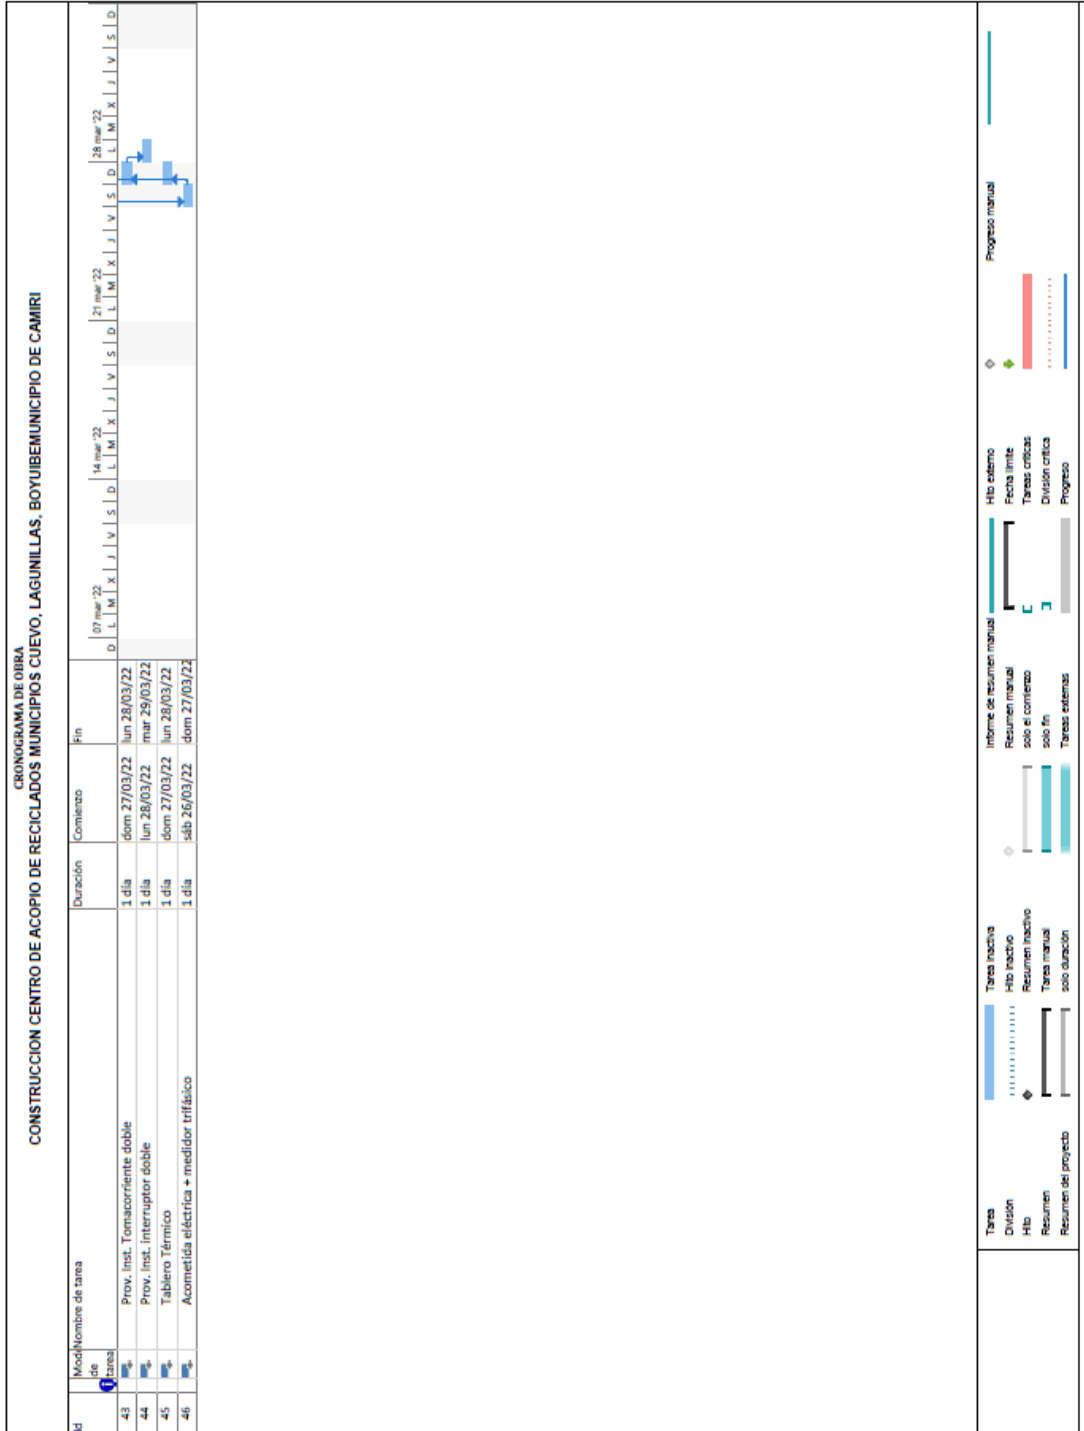 CRONOGRAMA DE OBRA
CONSTRUCCION CENTRO DE ACOPIO DE RECICLADOS MUNICIPIOS CUEVO, LAGUNILLAS, BOYUIBEMUNICIPIO DE CAMIRI
Id Modo de tarea Nombre de tarea Duración Comienzo Fin 07 mar '22 14 mar '22 21 mar '22 28 mar '22
D L M X J V S D L M X J V S D L M X J V S D L M X J V S D
43 Prov. Inst. Tomacorriente doble 1 día dom 27/03/22 lun 28/03/22
44 Prov. Inst. interruptor doble 1 día lun 28/03/22 mar 29/03/22
45 Tablero Térmico 1 día dom 27/03/22 lun 28/03/22
46 Acometida eléctrica + medidor trifásico 1 día sáb 26/03/22 dom 27/03/22
Tarea Tarea inactiva Informe de resumen manual Hito externo Progreso manual
División Hito inactivo Resumen manual Fecha límite
Hito Resumen inactivo solo el comienzo Tareas críticas
Resumen Tarea manual solo fin División crítica
Resumen del proyecto solo duración Tareas externas Progreso